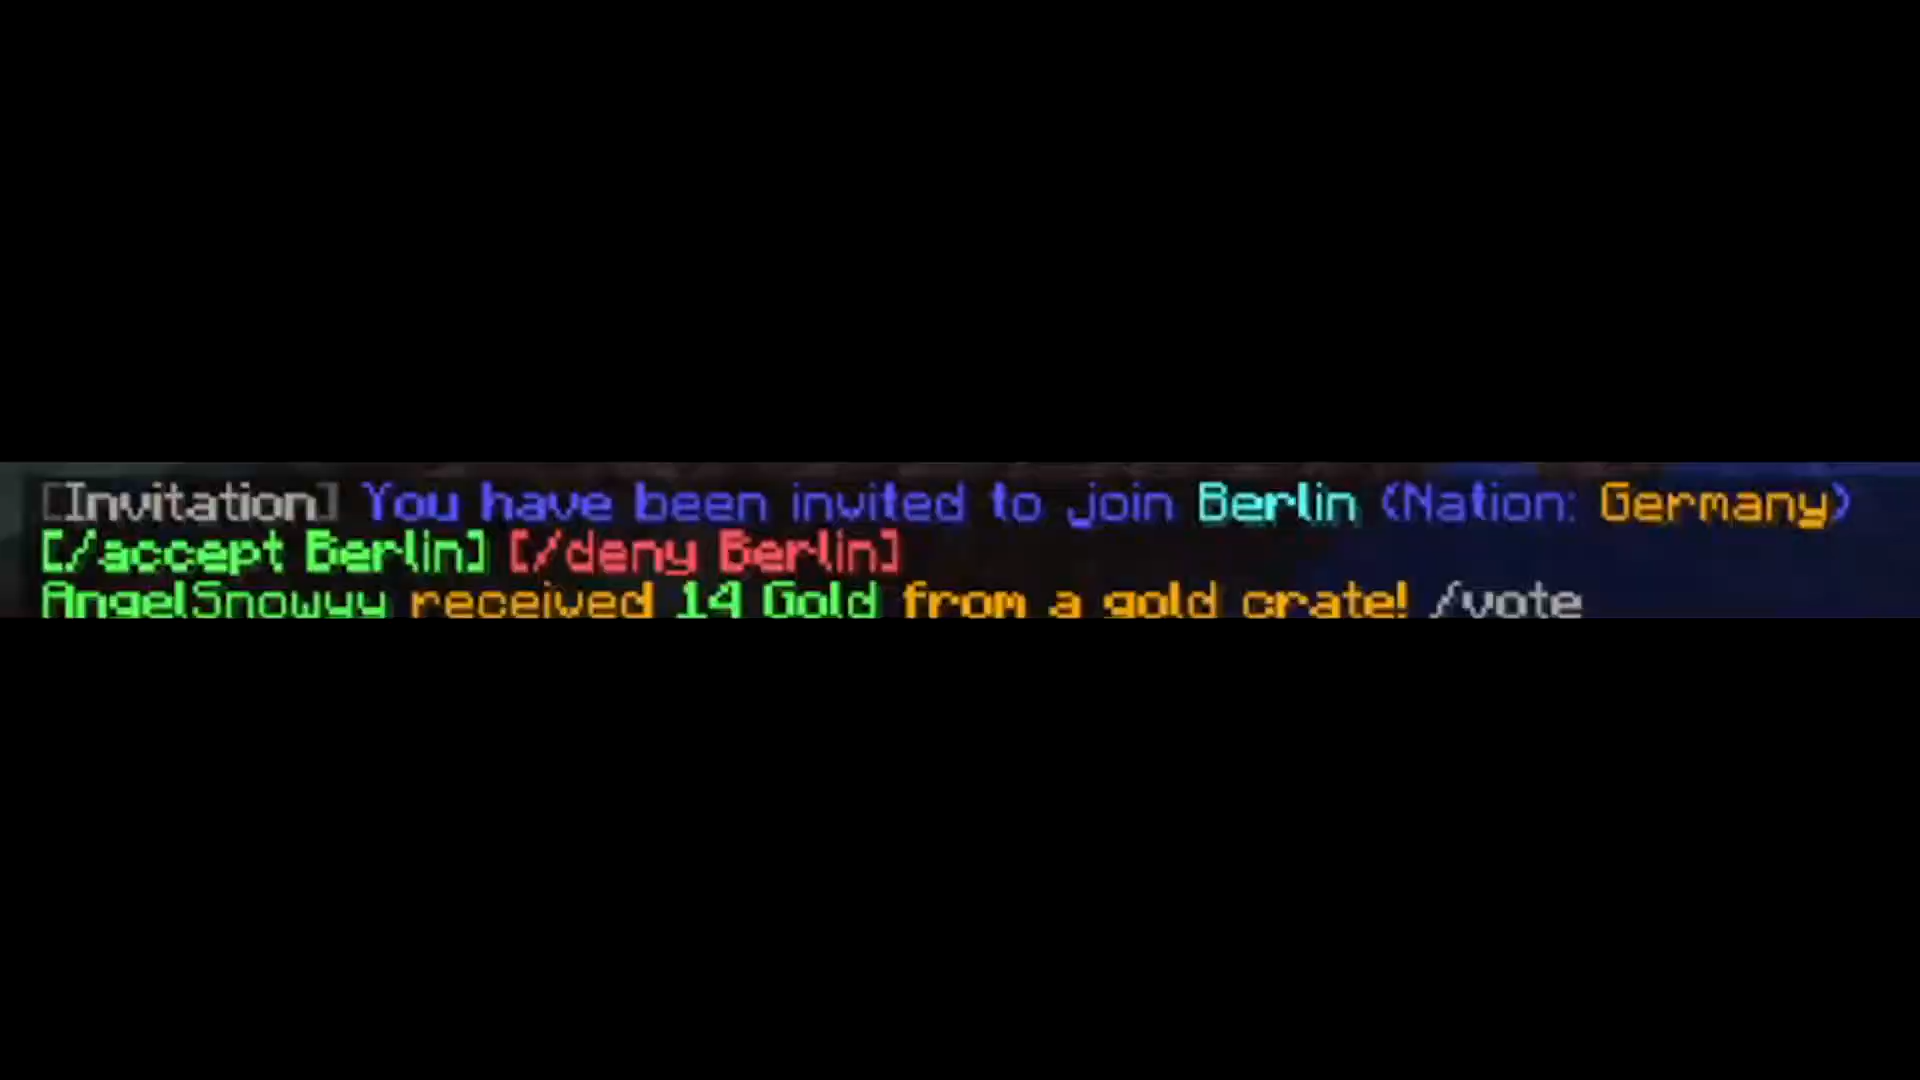 [Invitation] You have been invited to join Berlin (Nation: Germany)
[/accept Berlin] [/deny Berlin]
AngelSnowyy received 14 Gold from a gold crate! /vote